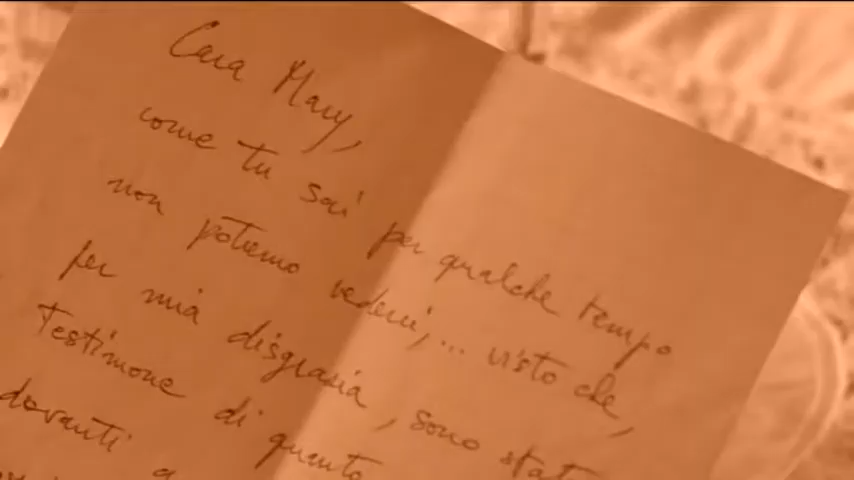 Cara Mary,
come tu sai per qualche tempo
non potremo vederci,... visto che,
per mia disgrazia, sono stat
testimone di quanto
davanti a